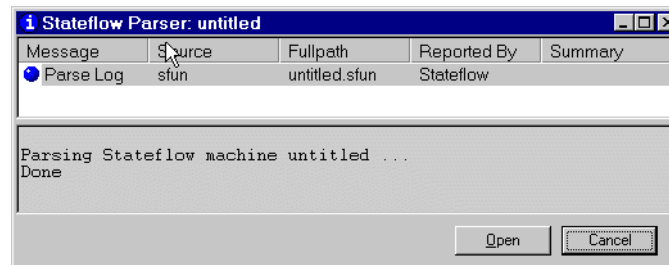 Stateflow Parser: untitled
Message Source Fullpath Reported By Summary
Parse Log sfun untitled.sfun Stateflow
Parsing Stateflow machine untitled ...
Done
Open Cancel